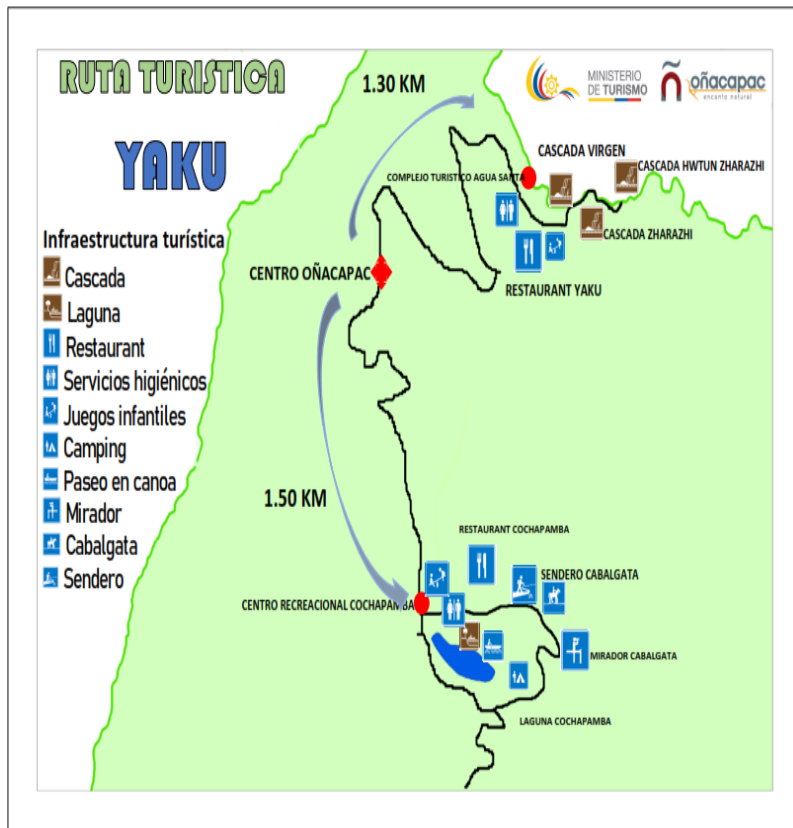 RUTA TURISTICA
YAKU
1.30 KM
MINISTERIO
DE TURISMO
oñacapac
encanto natural
CASCADA VIRGEN
CASCADA HWTUN ZHARAZHI
COMPLEJO TURISTICO AGUA SANTA
CASCADA ZHARAZHI
CENTRO OÑACAPAC
RESTAURANT YAKU
Infraestructura turística
Cascada
Laguna
Restaurant
Servicios higiénicos
Juegos infantiles
Camping
Paseo en canoa
Mirador
Cabalgata
Sendero
1.50 KM
RESTAURANT COCHAPAMBA
SENDERO CABALGATA
CENTRO RECREACIONAL COCHAPAMBA
MIRADOR CABALGATA
LAGUNA COCHAPAMBA